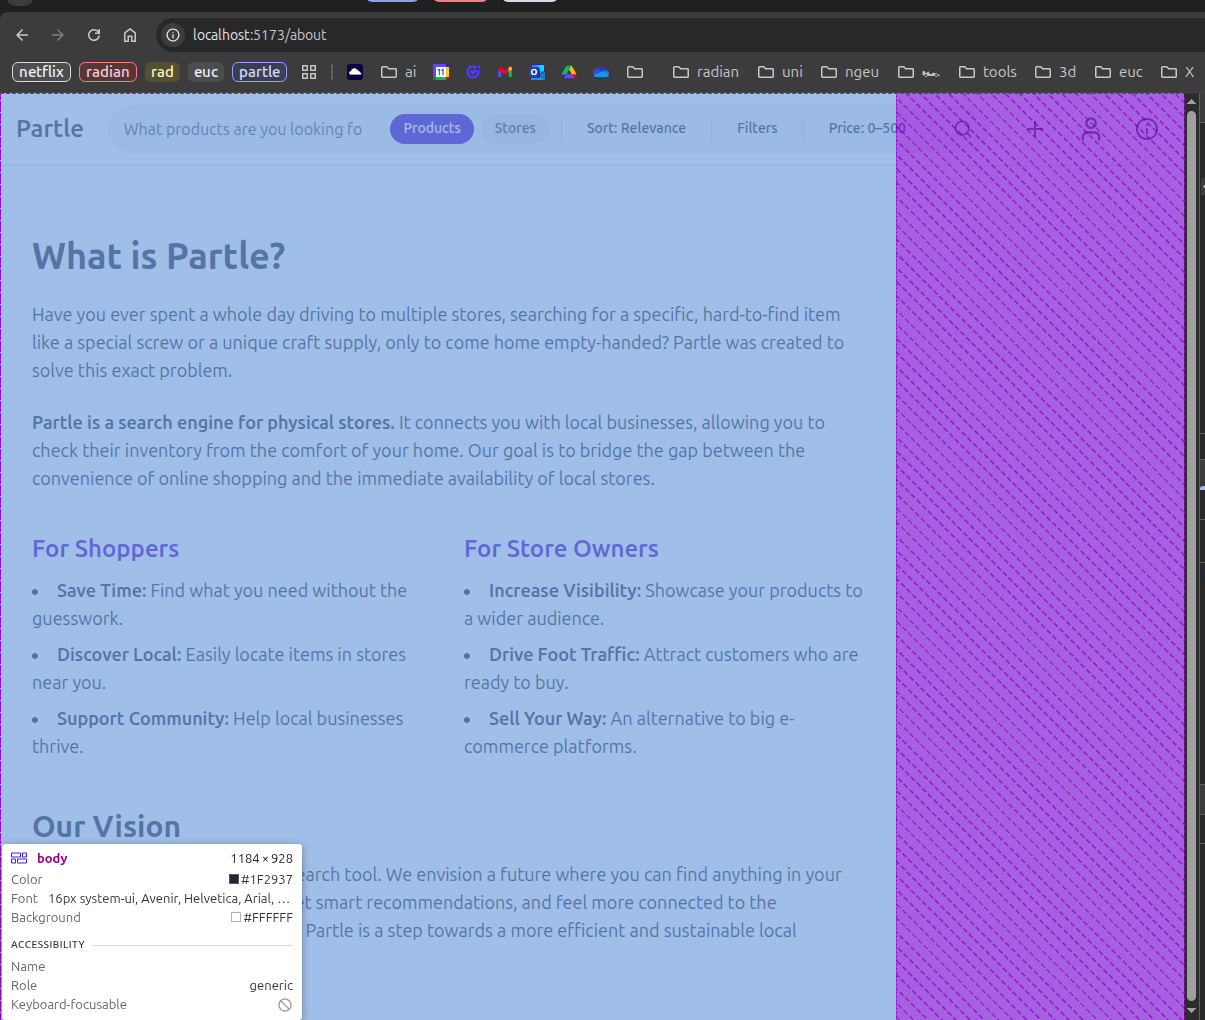 localhost:5173/about
netflix radian rad euc partle ai radian uni ngeu tools 3d euc X
Partle What products are you looking fo Products Stores Sort: Relevance Filters Price: 0–500
What is Partle?
Have you ever spent a whole day driving to multiple stores, searching for a specific, hard-to-find item
like a special screw or a unique craft supply, only to come home empty-handed? Partle was created to
solve this exact problem.
Partle is a search engine for physical stores. It connects you with local businesses, allowing you to
check their inventory from the comfort of your home. Our goal is to bridge the gap between the
convenience of online shopping and the immediate availability of local stores.
For Shoppers
• Save Time: Find what you need without the
guesswork.
• Discover Local: Easily locate items in stores
near you.
• Support Community: Help local businesses
thrive.
For Store Owners
• Increase Visibility: Showcase your products to
a wider audience.
• Drive Foot Traffic: Attract customers who are
ready to buy.
• Sell Your Way: An alternative to big e-
commerce platforms.
Our Vision
arch tool. We envision a future where you can find anything in your
t smart recommendations, and feel more connected to the
Partle is a step towards a more efficient and sustainable local
body 1184 × 928
Color #1F2937
Font 16px system-ui, Avenir, Helvetica, Arial, …
Background #FFFFFF
ACCESSIBILITY
Name
Role generic
Keyboard-focusable